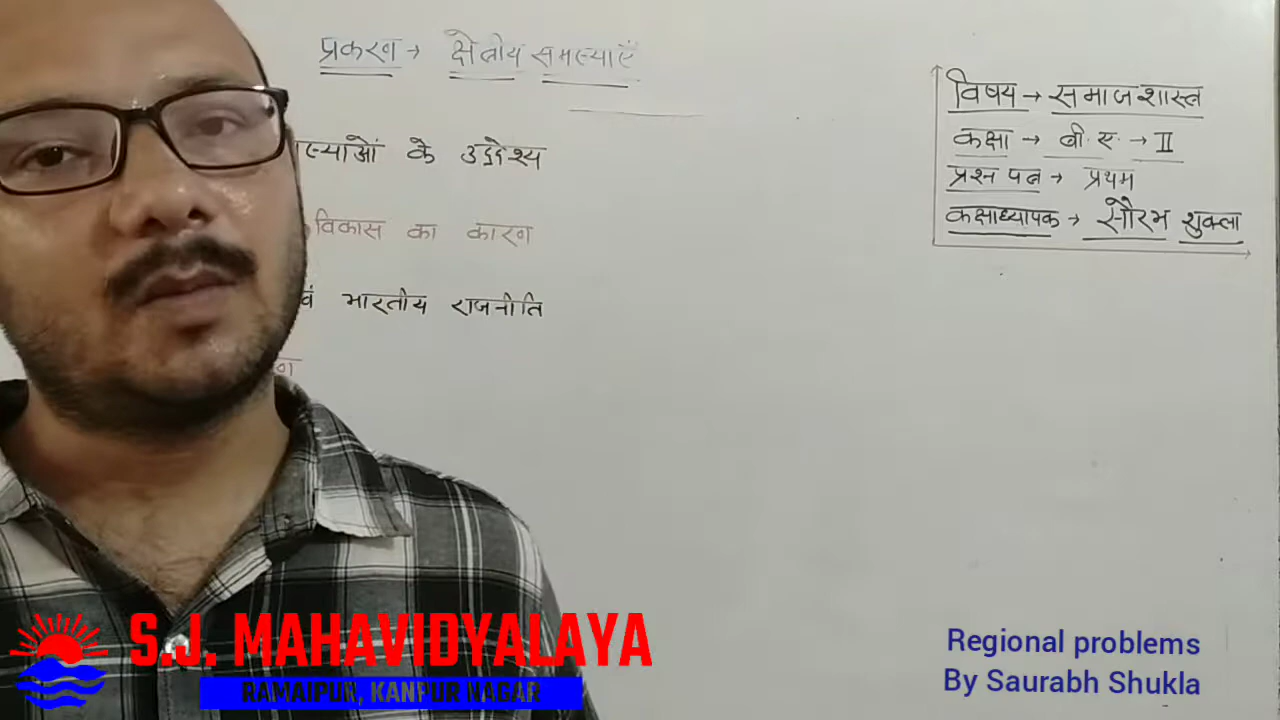 प्रकरण → क्षेत्रीय समस्याएँ
के उद्देश्य
विकास का कारण
भारतीय राजनीति
विषय → समाजशास्त्र
कक्षा → बी.ए. → II
प्रश्न पत्र → प्रथम
कक्षाध्यापक → सौरभ शुक्ला
S.J. MAHAVIDYALAYA
RAMAIPUR, KANPUR NAGAR
Regional problems
By Saurabh Shukla